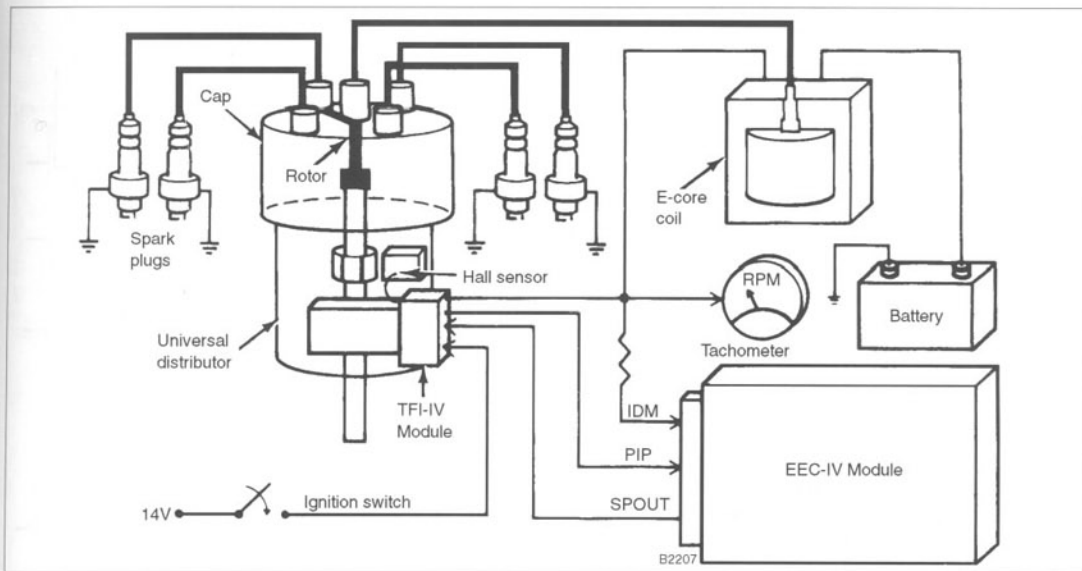 Cap
Rotor
E-core
coil
Spark
plugs
Hall sensor
RPM
Battery
Universal
distributor
Tachometer
TFI-IV
Module
IDM
PIP
EEC-IV Module
14V
Ignition switch
SPOUT
B2207